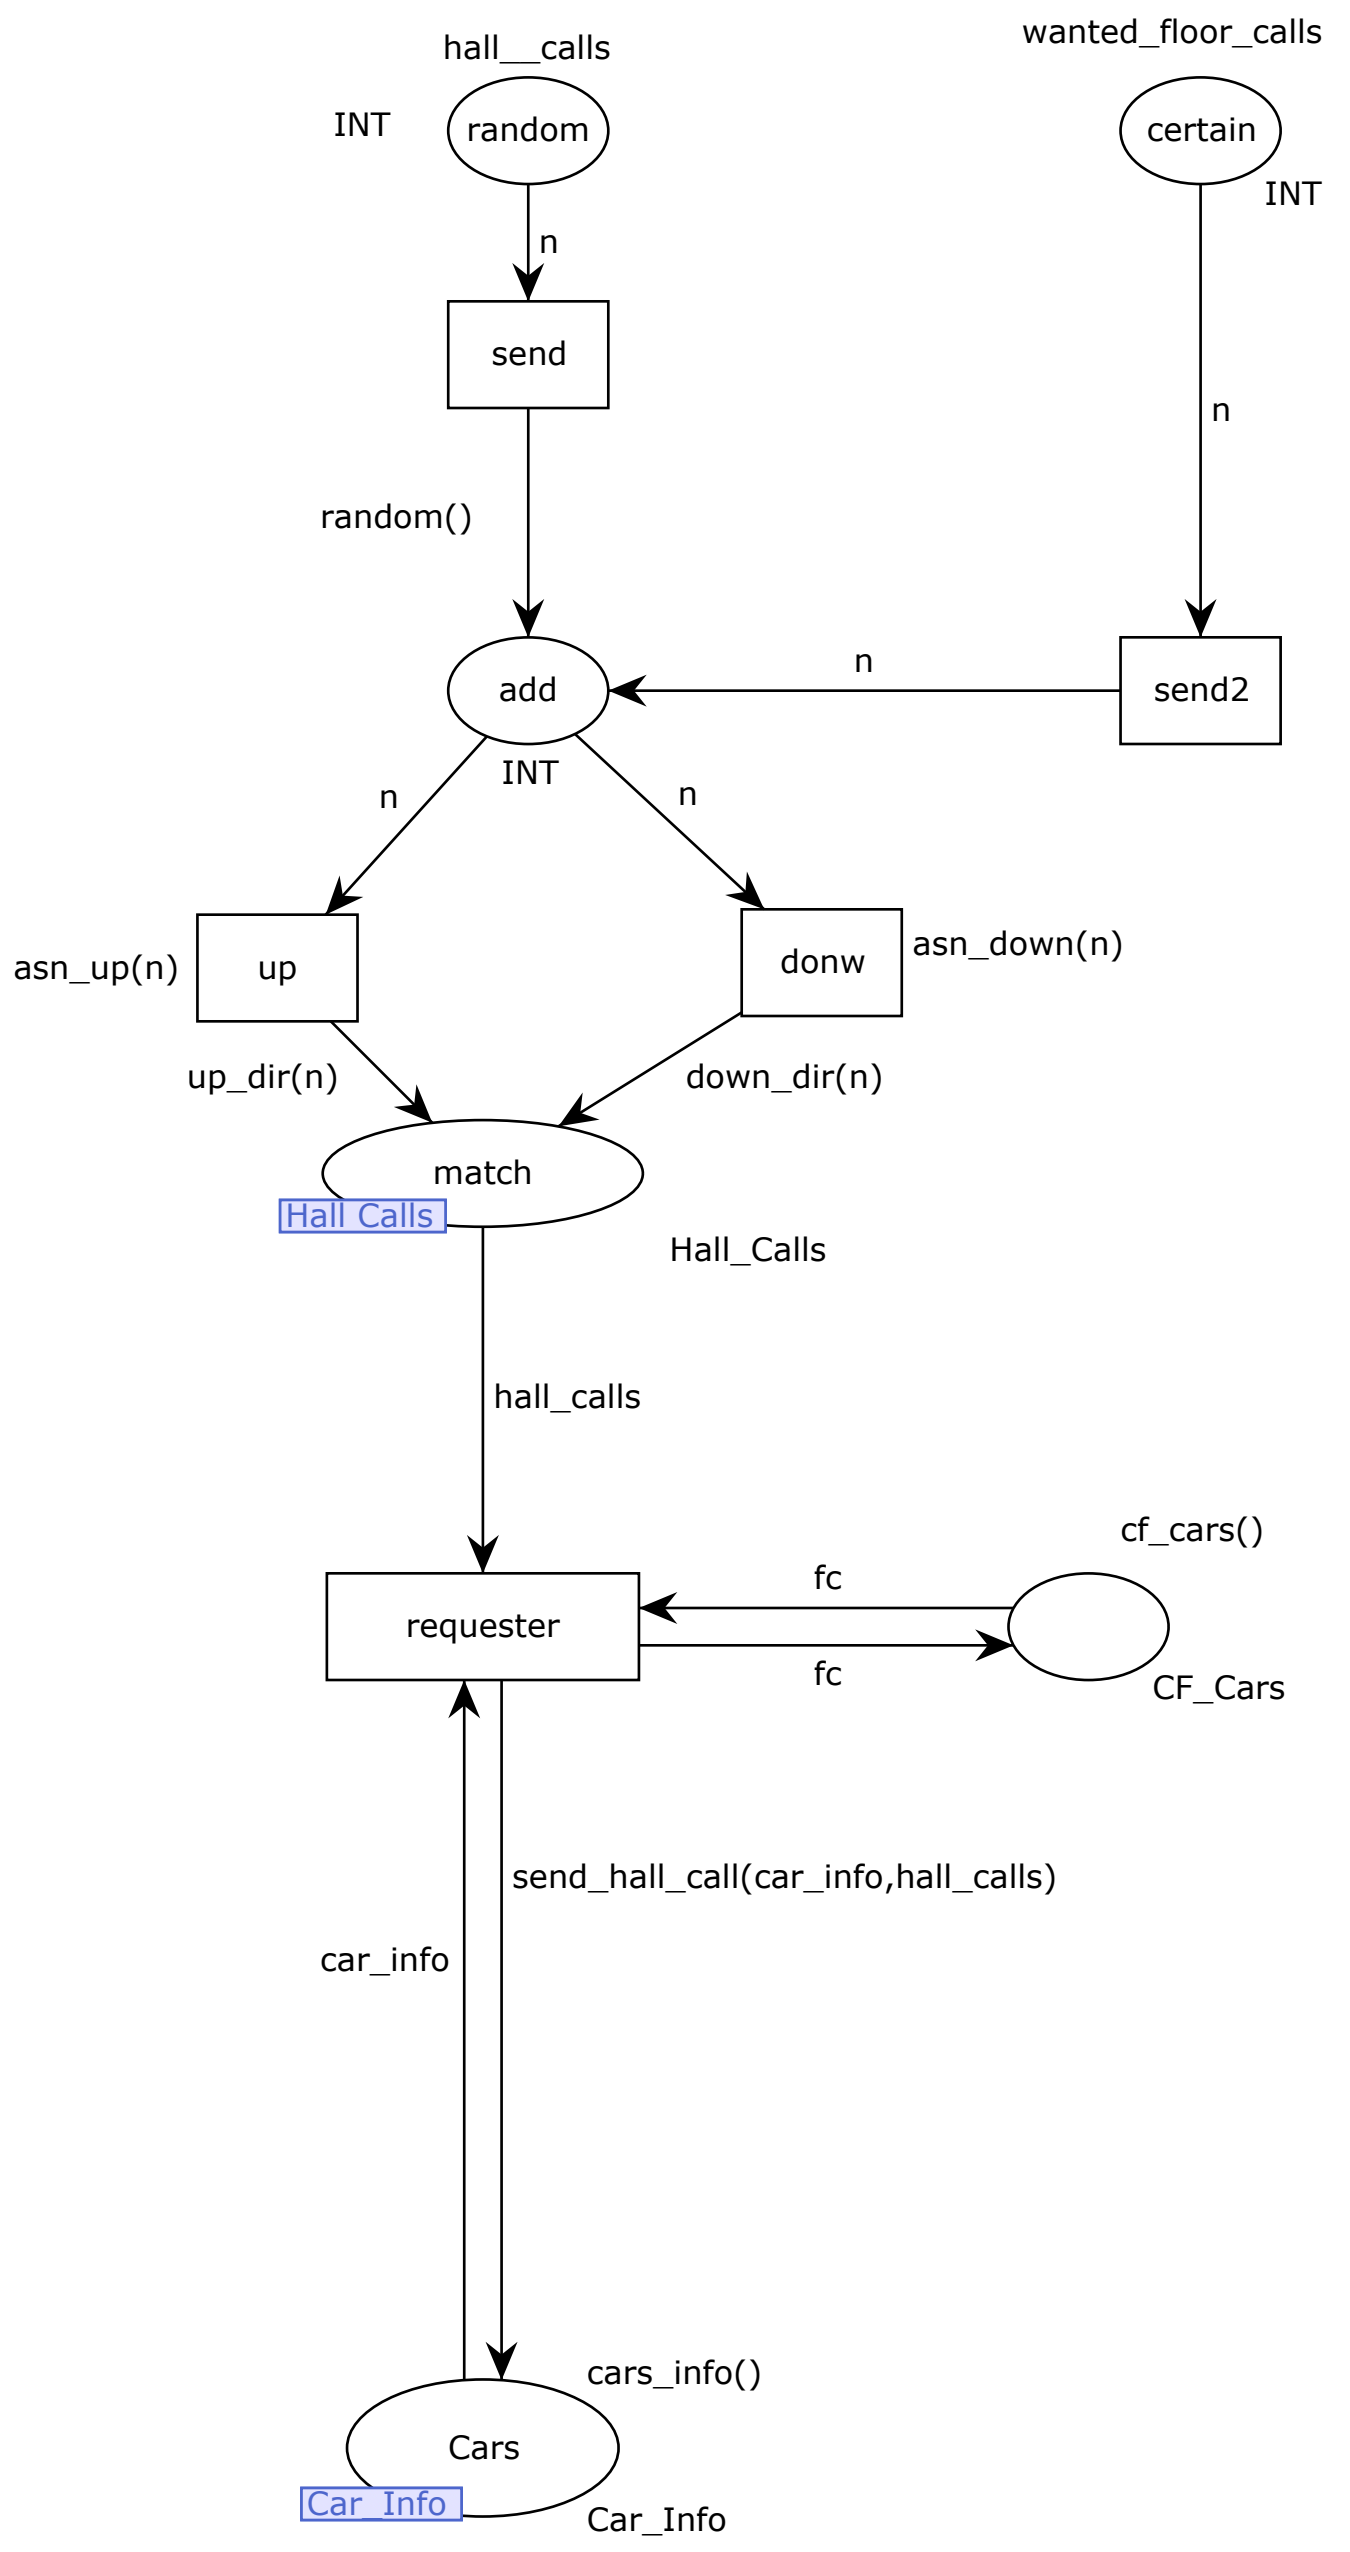 wanted_floor_calls
hall__calls
INT
random
certain
INT
n
send
n
random()
n
add
send2
INT
n
n
asn_down(n)
asn_up(n)
up
donw
up_dir(n)
down_dir(n)
match
Hall Calls
Hall_Calls
hall_calls
cf_cars()
fc
requester
fc
CF_Cars
send_hall_call(car_info,hall_calls)
car_info
cars_info()
Cars
Car_Info
Car_Info